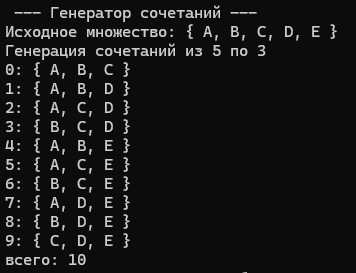 --- Генератор сочетаний ---
Исходное множество: { A, B, C, D, E }
Генерация сочетаний из 5 по 3
0: { A, B, C }
1: { A, B, D }
2: { A, C, D }
3: { B, C, D }
4: { A, B, E }
5: { A, C, E }
6: { B, C, E }
7: { A, D, E }
8: { B, D, E }
9: { C, D, E }
всего: 10